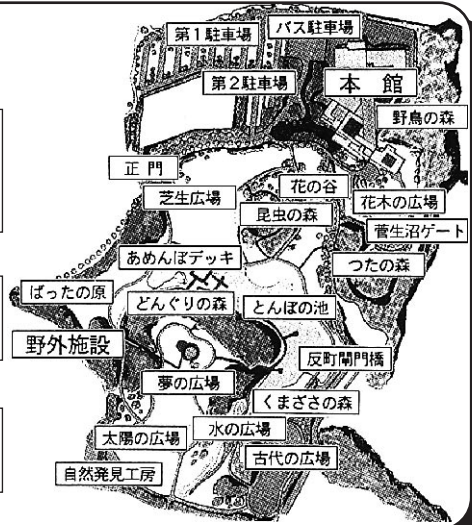 第1駐車場
バス駐車場
第2駐車場
本館
野鳥の森
正門
花の谷
花木の広場
芝生広場
昆虫の森
菅生沼ゲート
あめんぼデッキ
つたの森
ばったの原
どんぐりの森
とんぼの池
野外施設
反町閘門橋
夢の広場
くまざさの森
太陽の広場
水の広場
古代の広場
自然発見工房